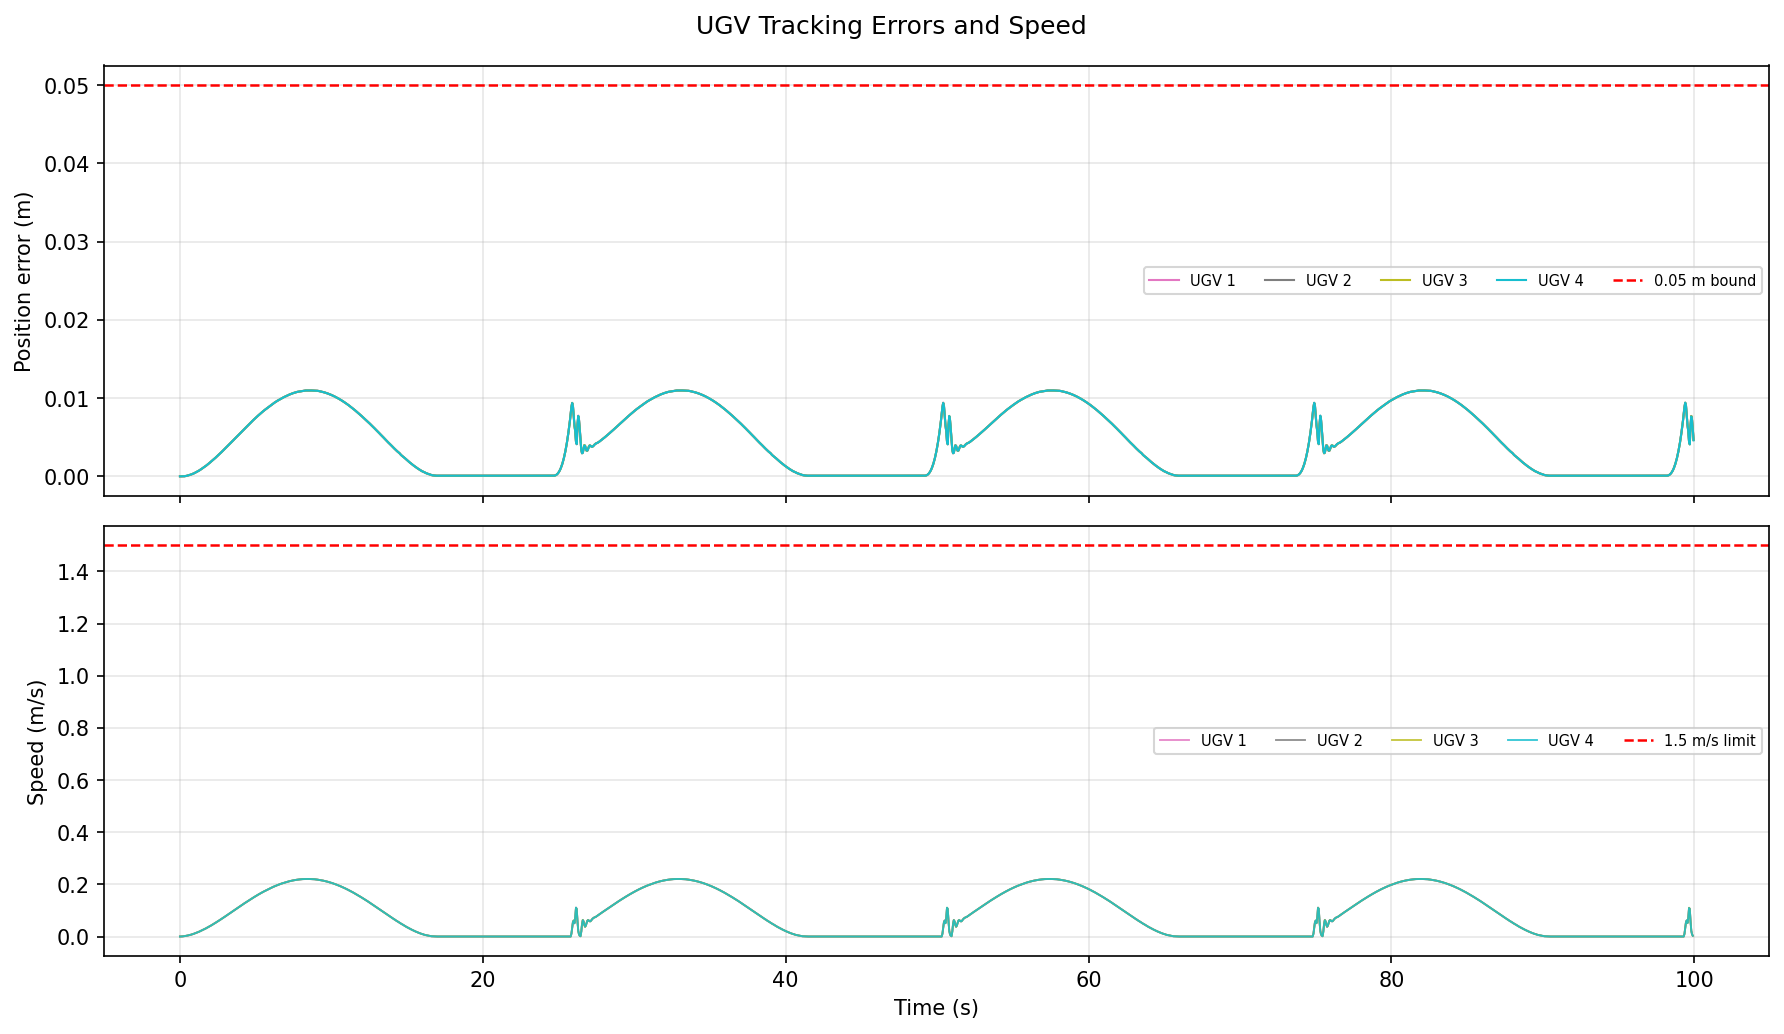 UGV Tracking Errors and Speed
Position error (m)
0.05
0.04
0.03
0.02
0.01
0.00
UGV 1 UGV 2 UGV 3 UGV 4 0.05 m bound
Speed (m/s)
1.4
1.2
1.0
0.8
0.6
0.4
0.2
0.0
UGV 1 UGV 2 UGV 3 UGV 4 1.5 m/s limit
0 20 40 60 80 100
Time (s)